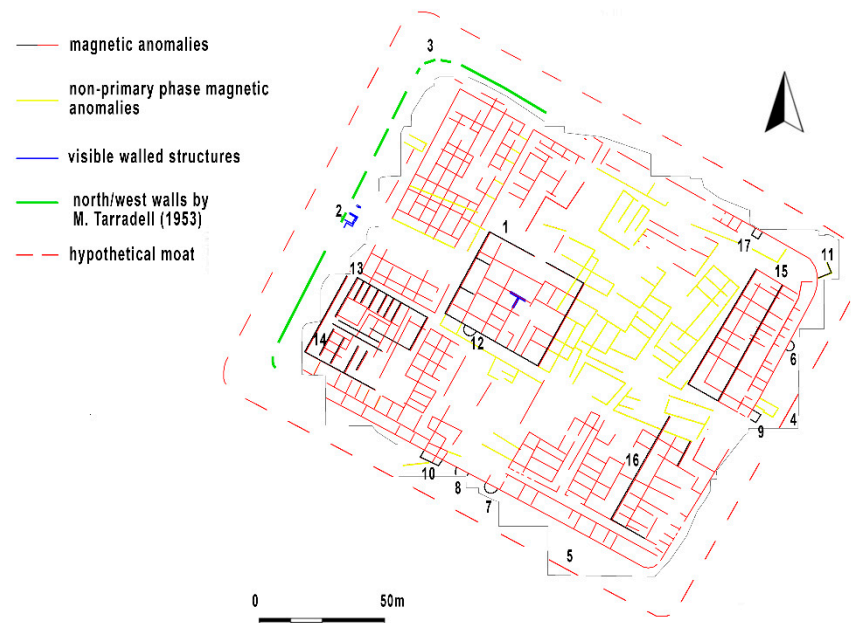 magnetic anomalies
non-primary phase magnetic
anomalies
visible walled structures
north/west walls by
M. Tarradell (1953)
hypothetical moat
3
2
1
17
11
15
13
14
12
6
4
9
16
10
8
7
5
0
50m